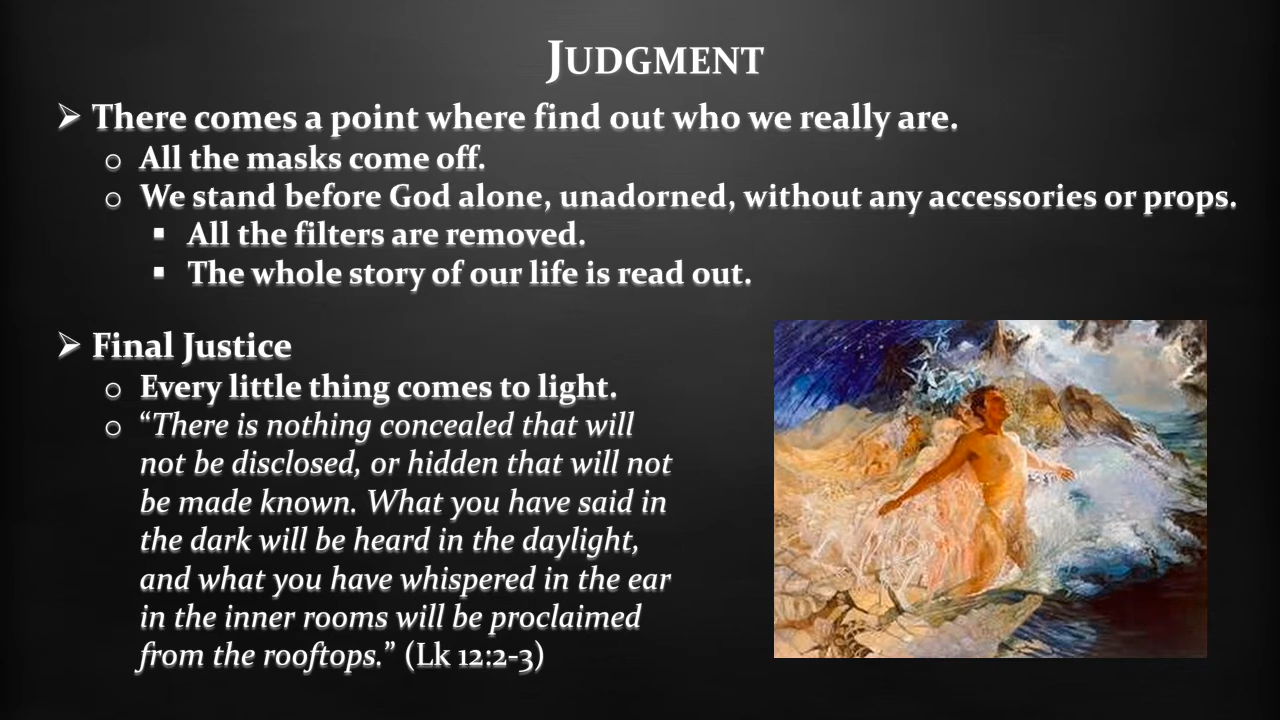 JUDGMENT
➢ There comes a point where find out who we really are.
o All the masks come off.
o We stand before God alone, unadorned, without any accessories or props.
▪ All the filters are removed.
▪ The whole story of our life is read out.
➢ Final Justice
o Every little thing comes to light.
o “There is nothing concealed that will
not be disclosed, or hidden that will not
be made known. What you have said in
the dark will be heard in the daylight,
and what you have whispered in the ear
in the inner rooms will be proclaimed
from the rooftops.” (Lk 12:2-3)